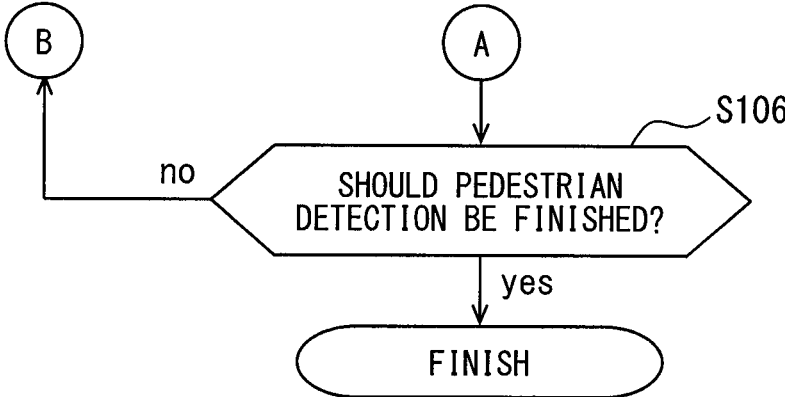 B
A
S106
no
SHOULD PEDESTRIAN
DETECTION BE FINISHED?
yes
FINISH